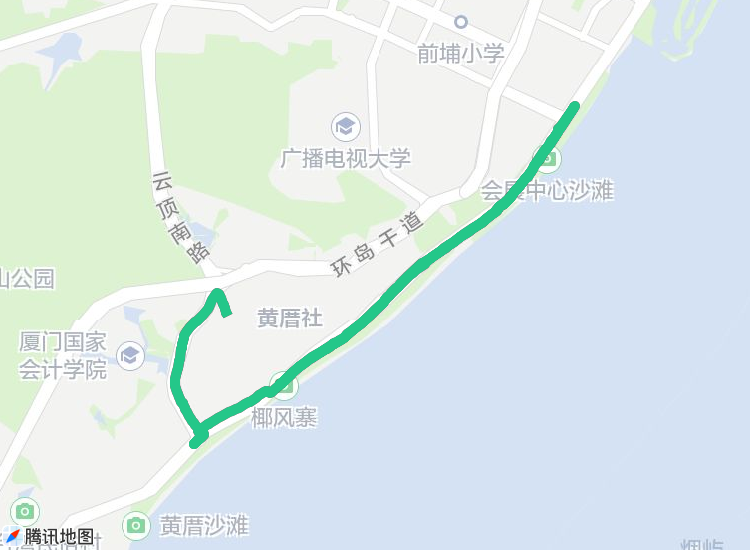 前埔小学
广播电视大学
会展中心沙滩
云顶南路
环岛干道
山公园
黄厝社
厦门国家
会计学院
椰风寨
黄厝沙滩
腾讯地图